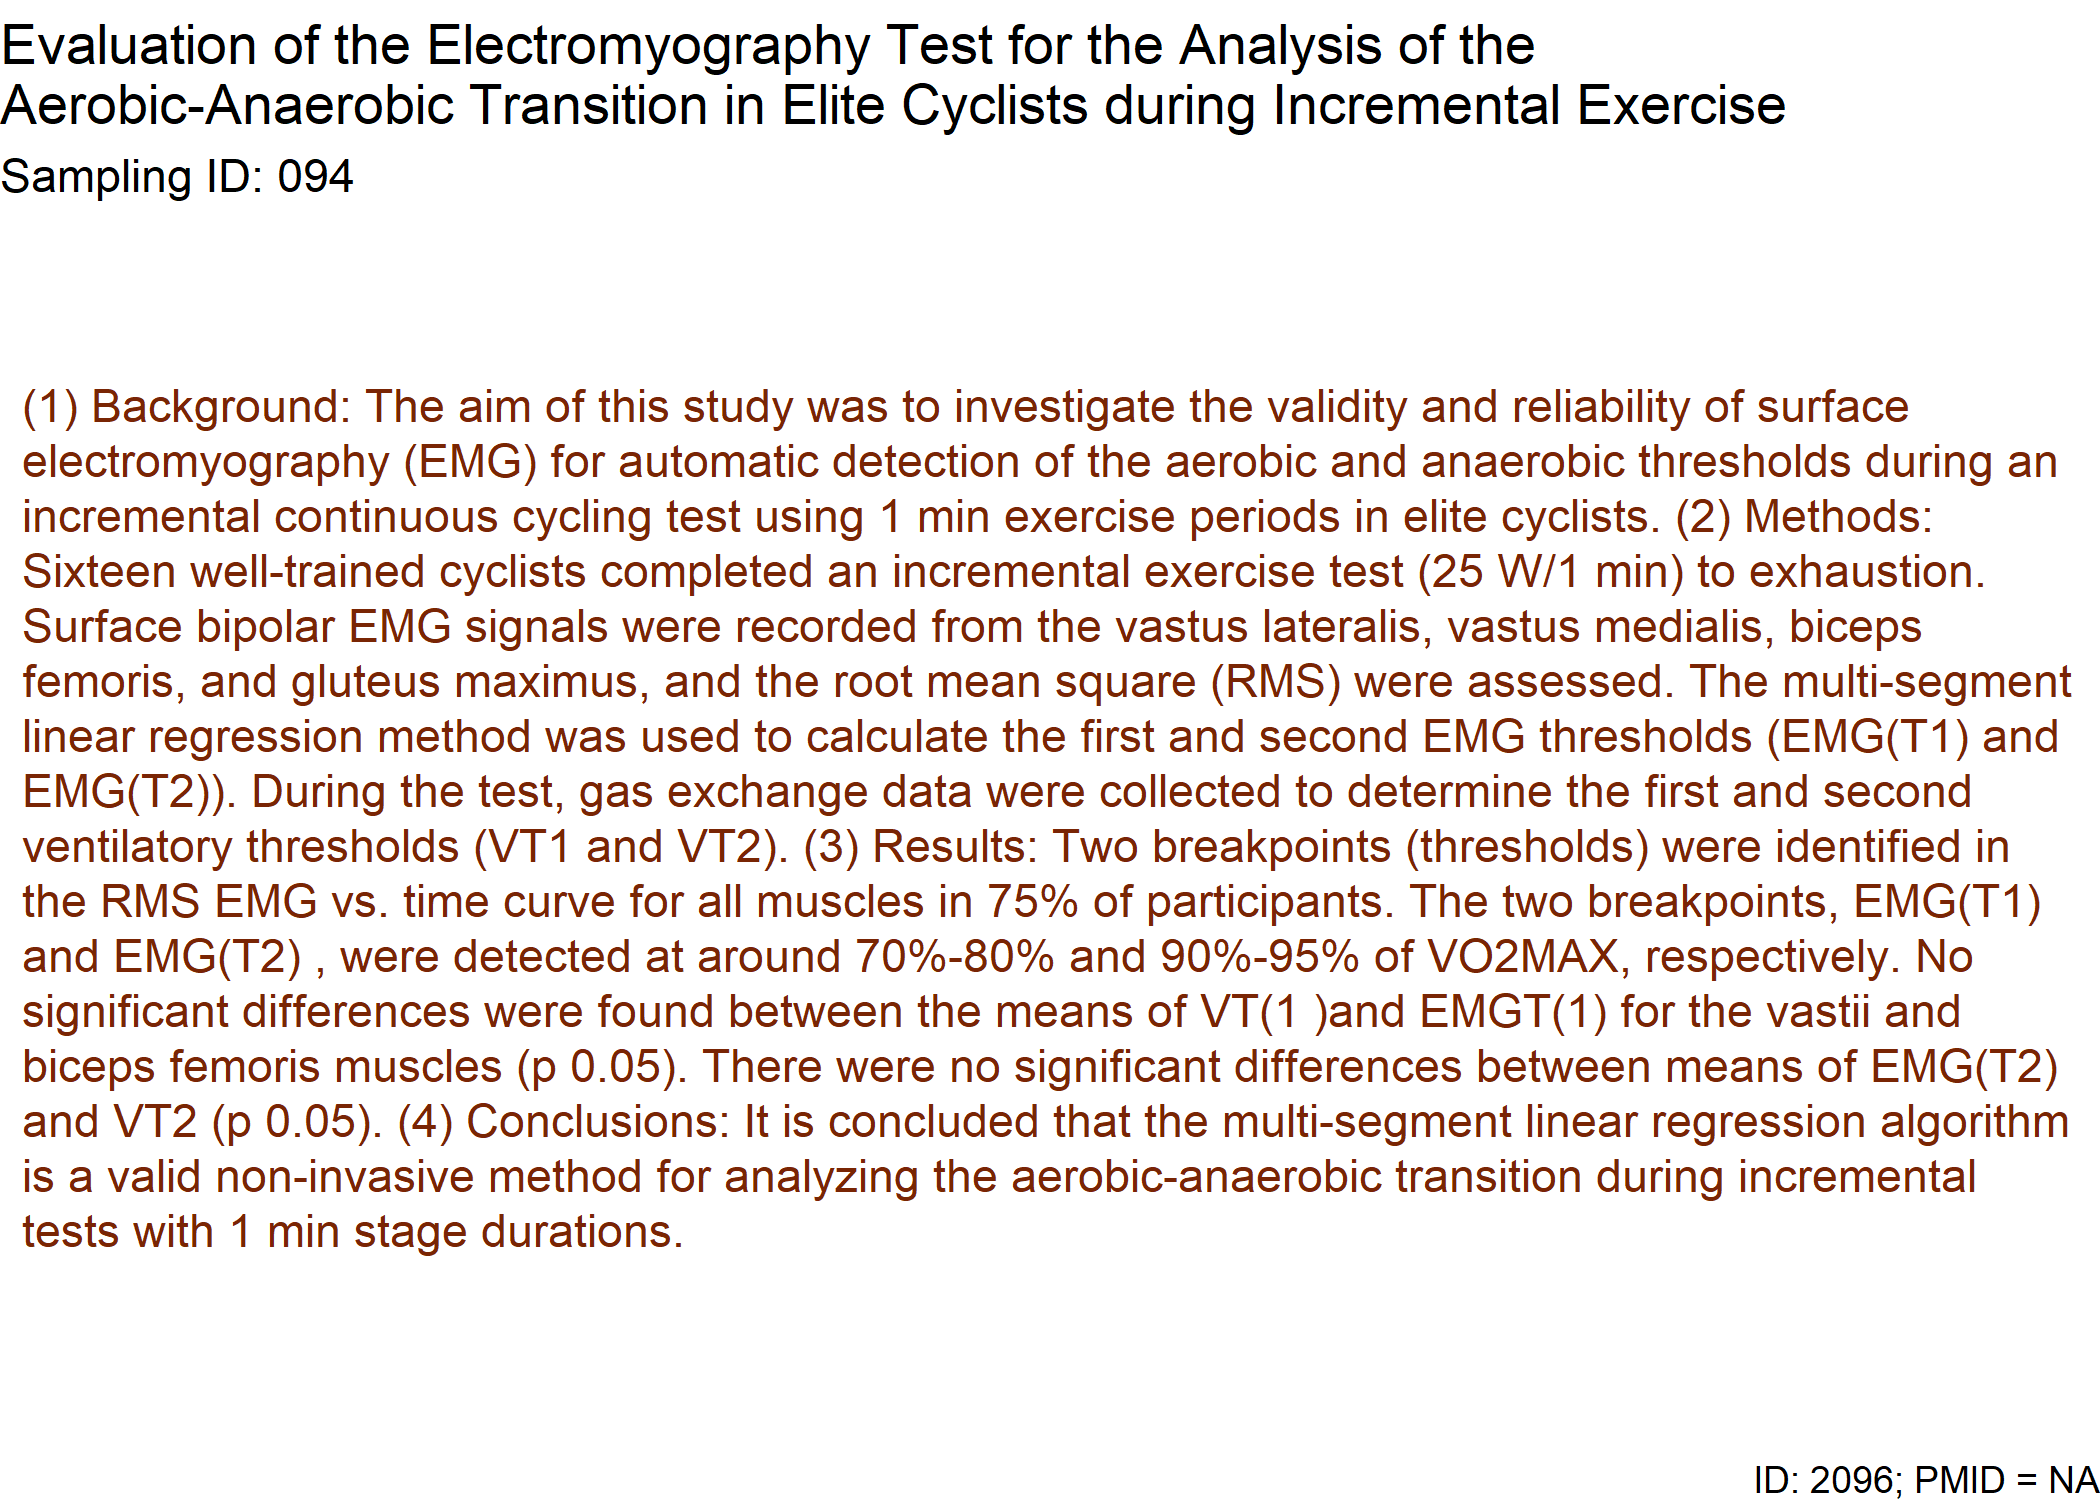 Evaluation of the Electromyography Test for the Analysis of the
Aerobic-Anaerobic Transition in Elite Cyclists during Incremental Exercise
Sampling ID: 094
(1) Background: The aim of this study was to investigate the validity and reliability of surface
electromyography (EMG) for automatic detection of the aerobic and anaerobic thresholds during an
incremental continuous cycling test using 1 min exercise periods in elite cyclists. (2) Methods:
Sixteen well-trained cyclists completed an incremental exercise test (25 W/1 min) to exhaustion.
Surface bipolar EMG signals were recorded from the vastus lateralis, vastus medialis, biceps
femoris, and gluteus maximus, and the root mean square (RMS) were assessed. The multi-segment
linear regression method was used to calculate the first and second EMG thresholds (EMG(T1) and
EMG(T2)). During the test, gas exchange data were collected to determine the first and second
ventilatory thresholds (VT1 and VT2). (3) Results: Two breakpoints (thresholds) were identified in
the RMS EMG vs. time curve for all muscles in 75% of participants. The two breakpoints, EMG(T1)
and EMG(T2) , were detected at around 70%-80% and 90%-95% of VO2MAX, respectively. No
significant differences were found between the means of VT(1 )and EMGT(1) for the vastii and
biceps femoris muscles (p 0.05). There were no significant differences between means of EMG(T2)
and VT2 (p 0.05). (4) Conclusions: It is concluded that the multi-segment linear regression algorithm
is a valid non-invasive method for analyzing the aerobic-anaerobic transition during incremental
tests with 1 min stage durations.
ID: 2096; PMID = NA